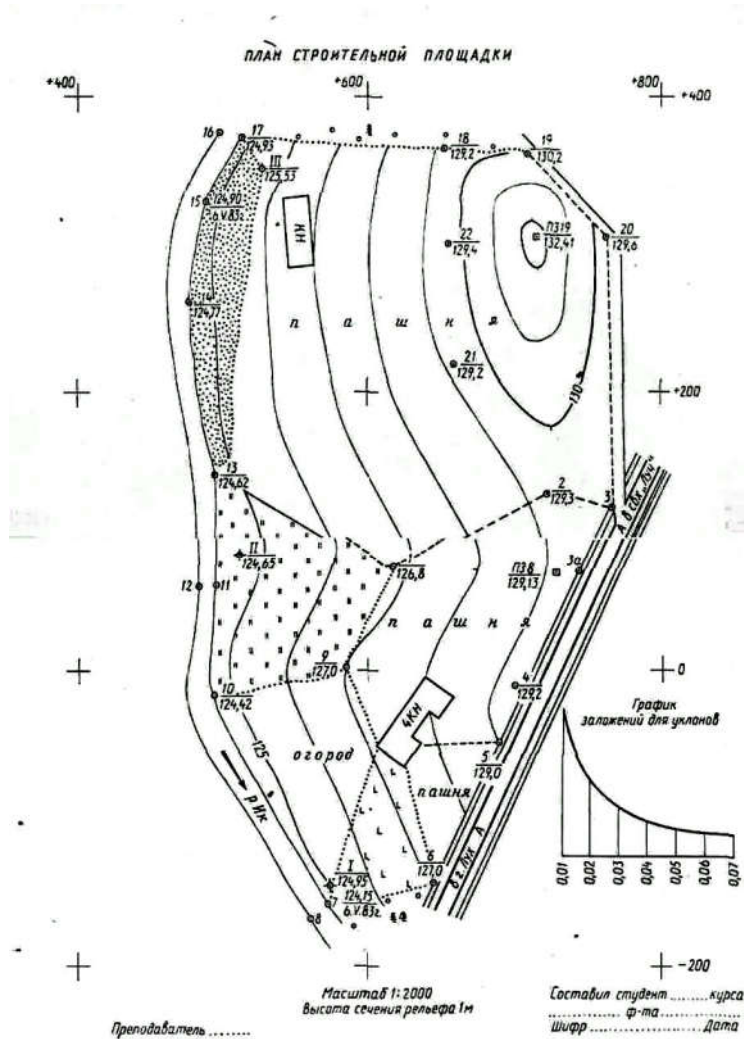 ПЛАН СТРОИТЕЛЬНОЙ ПЛОЩАДКИ
+400 +600 +800 +400
16
17
124,93
18
129,2
19
130,2
III
125,53
15
124,90
6.V.83г.
КН
22
129,4
ПЗ19
132,41
20
129,6
14
124,77
п а ш н я
21
129,2
130
+200
13
124,62
2
129,3
3
А В СВХ. „Луч"
II
124,65
1
126,8
ПЗ8
129,13
3а
12
11
п а ш н я
9
127,0
0
10
124,42
4
129,2
4КН
График
заложений для уклонов
125
огород
5
129,0
р Ик
пашня
I
124,95
124,15
6.V.83г.
7
8
6
127,0
в г. Лух А
0,01 0,02 0,03 0,04 0,05 0,06 0,07
-200
Масштаб 1:2000
Высота сечения рельефа 1м
Составил студент ........ курса
........ ф-та ........
Шифр ........ Дата
Преподаватель ........